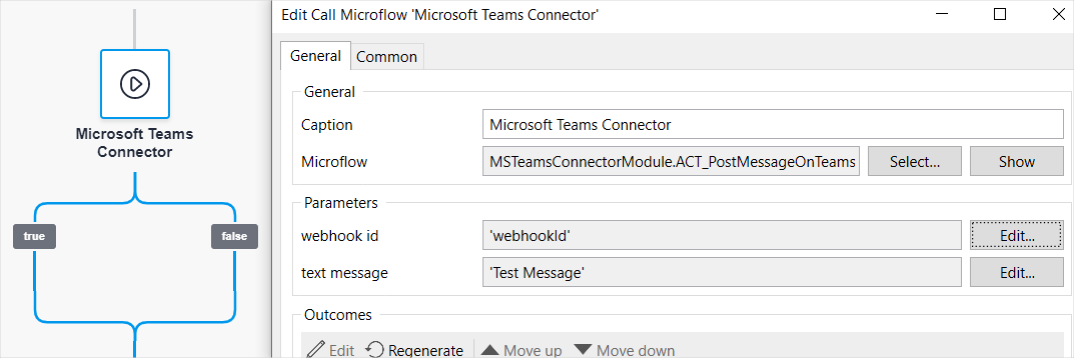 Microsoft Teams
Connector
true
false
Edit Call Microflow 'Microsoft Teams Connector'
General
Common
General
Caption
Microsoft Teams Connector
Microflow
MSTeamsConnectorModule.ACT_PostMessageOnTeams
Select...
Show
Parameters
webhook id
'webhookId'
Edit...
text message
'Test Message'
Edit...
Outcomes
Edit
Regenerate
Move up
Move down